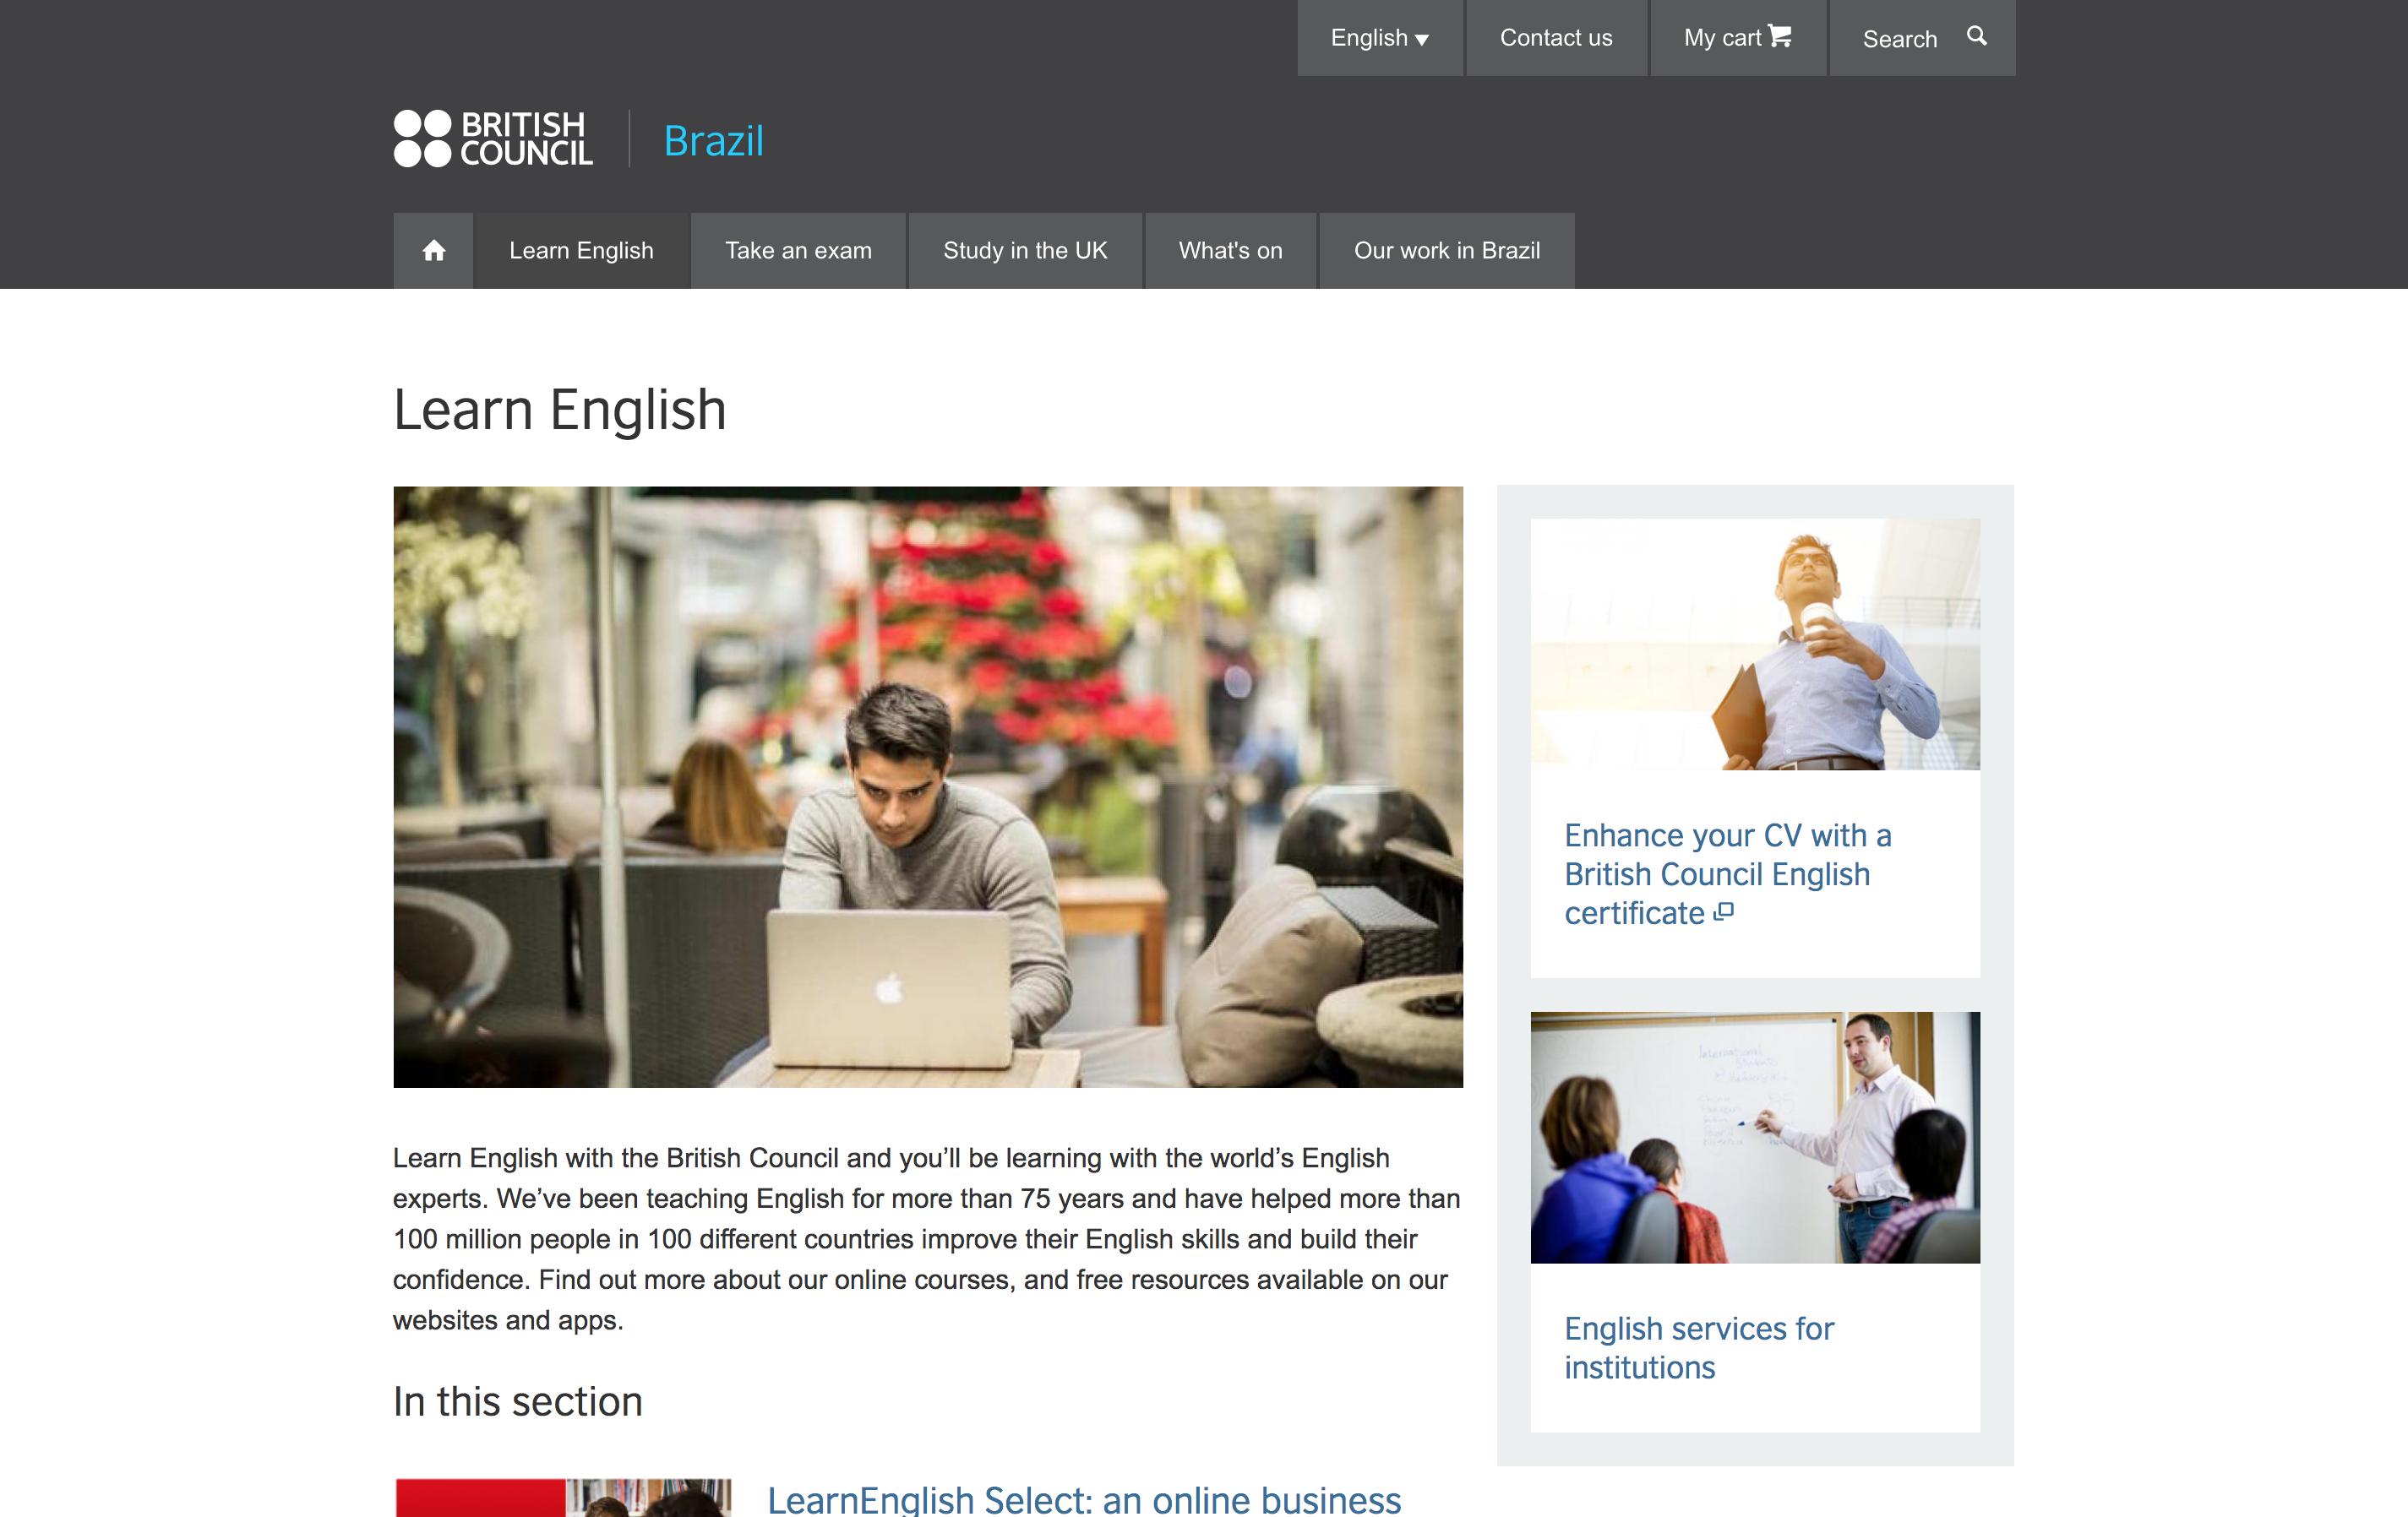 English
Contact us
My cart
Search
BRITISH
COUNCIL
Brazil
Learn English
Take an exam
Study in the UK
What's on
Our work in Brazil
Learn English
Learn English with the British Council and you’ll be learning with the world’s English
experts. We’ve been teaching English for more than 75 years and have helped more than
100 million people in 100 different countries improve their English skills and build their
confidence. Find out more about our online courses, and free resources available on our
websites and apps.
In this section
LearnEnglish Select: an online business
Enhance your CV with a
British Council English
certificate
International
Students
English services for
institutions